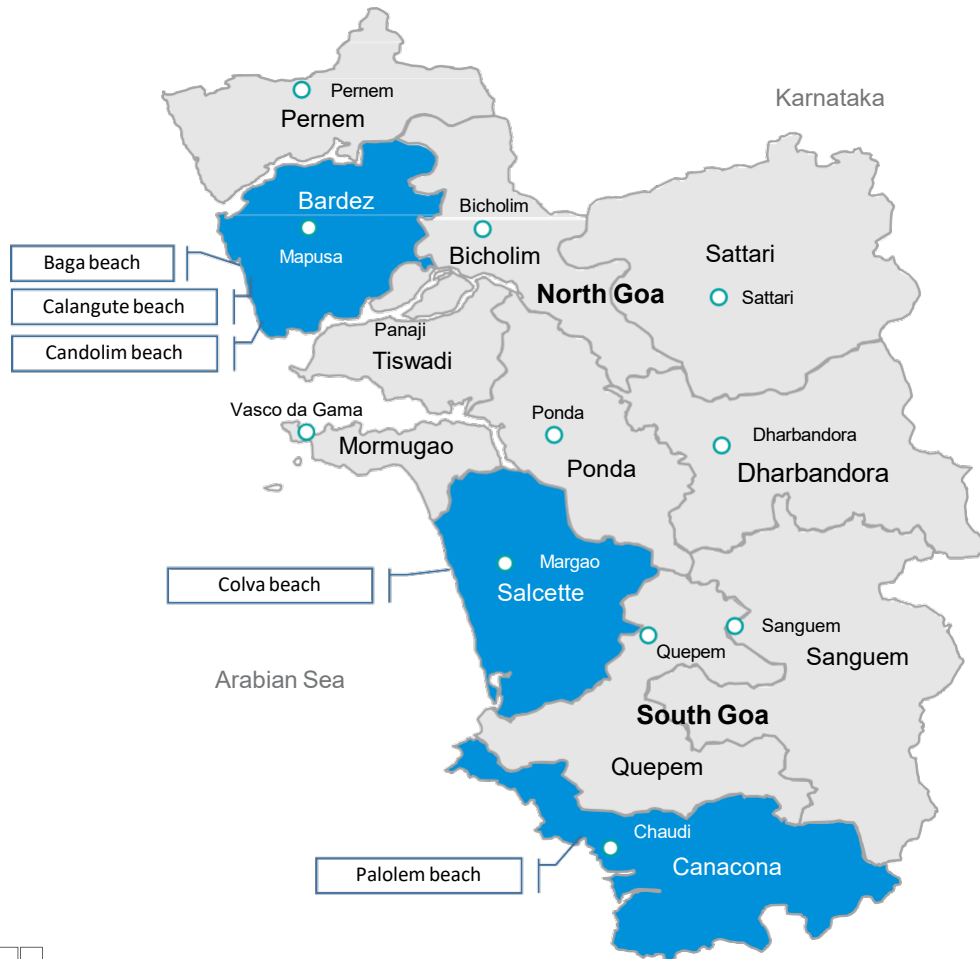 Pernem
Karnataka
Pernem
Bardez
Bicholim
Mapusa
Bicholim
Sattari
Baga beach
North Goa
Sattari
Calangute beach
Panaji
Candolim beach
Tiswadi
Vasco da Gama
Ponda
Dharbandora
Mormugao
Ponda
Dharbandora
Margao
Colva beach
Salcette
Sanguem
Quepem
Sanguem
Arabian Sea
South Goa
Quepem
Chaudi
Palolem beach
Canacona